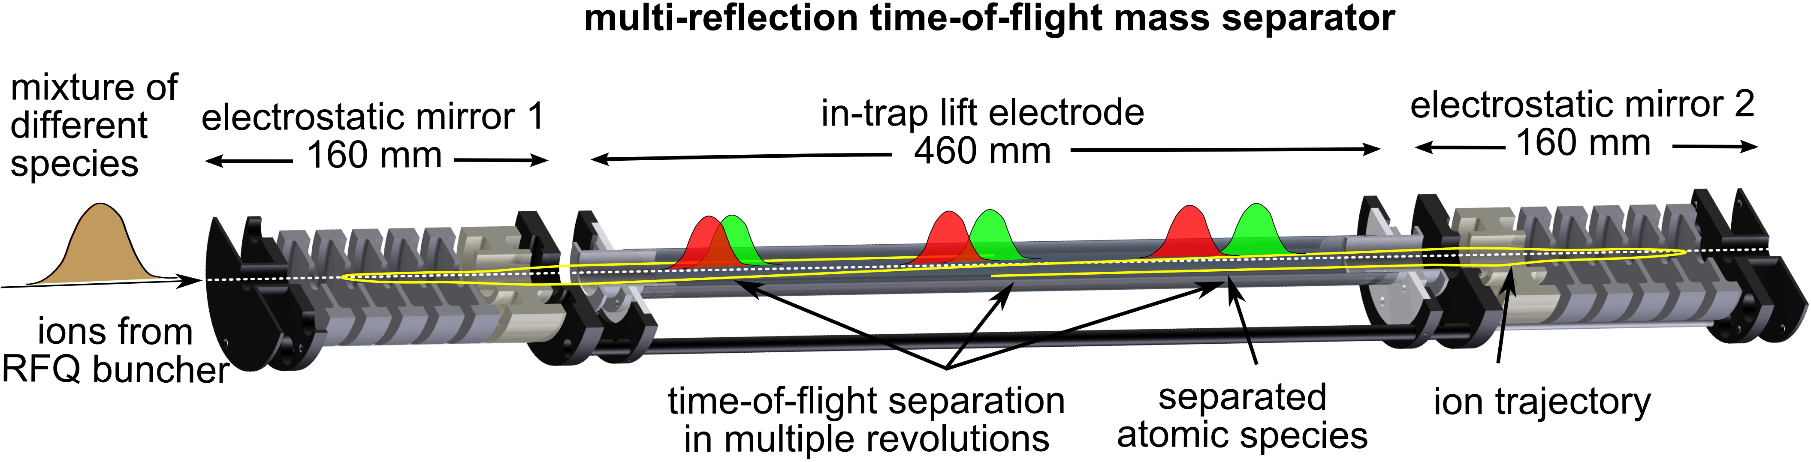 multi-reflection time-of-flight mass separator
mixture of
different
species
electrostatic mirror 1
160 mm
in-trap lift electrode
460 mm
electrostatic mirror 2
160 mm
ions from
RFQ buncher
time-of-flight separation
in multiple revolutions
separated
atomic species
ion trajectory